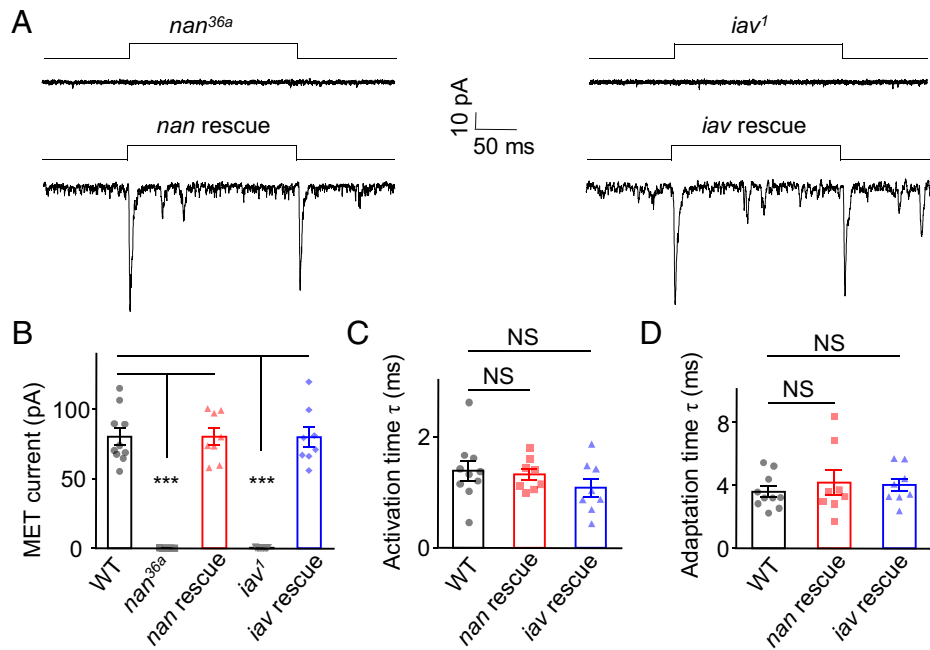 A
nan36a
iav1
nan rescue
10 pA
50 ms
iav rescue
B
MET current (pA)
100
50
0
***
***
WT
nan36a
nan rescue
iav1
iav rescue
C
Activation time τ (ms)
2
0
NS
NS
WT
nan rescue
iav rescue
D
Adaptation time τ (ms)
8
4
0
NS
NS
WT
nan rescue
iav rescue